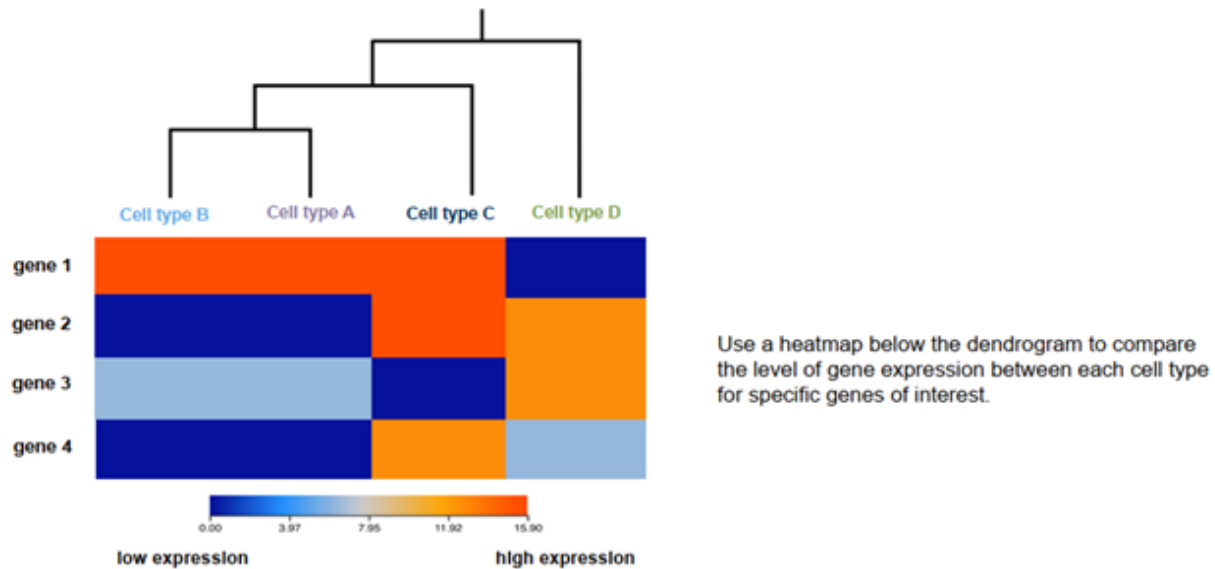 Cell type B Cell type A Cell type C Cell type D
gene 1
gene 2
gene 3
gene 4
Use a heatmap below the dendrogram to compare
the level of gene expression between each cell type
for specific genes of interest.
0.00 3.97 7.95 11.92 15.90
low expression high expression